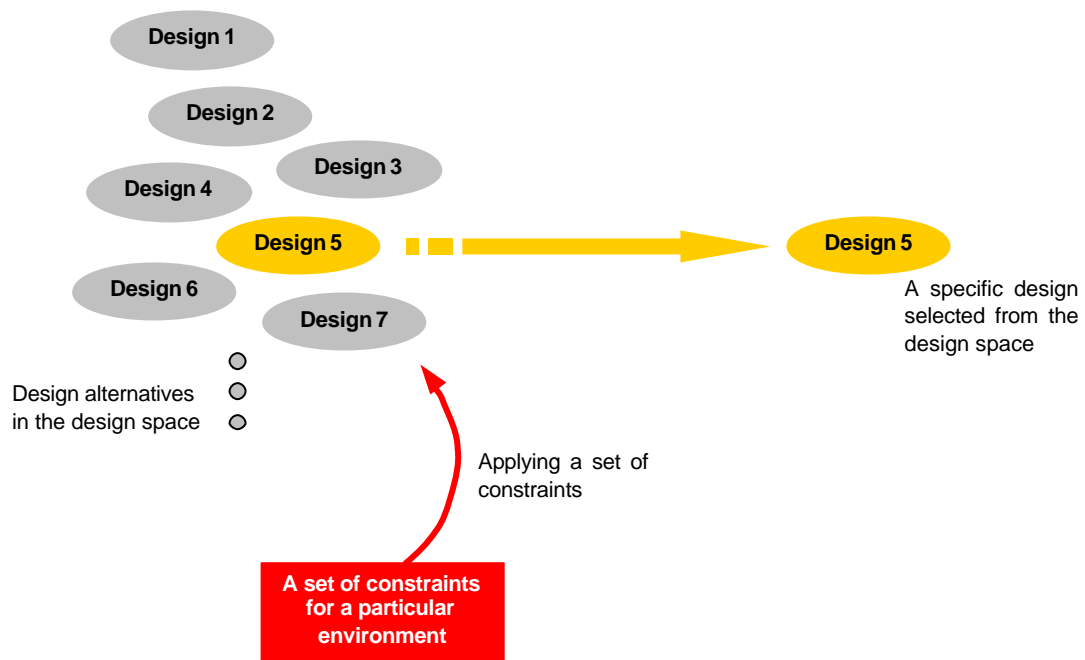 Design 1
Design 2
Design 3
Design 4
Design 5
Design 5
Design 6
A specific design
selected from the
design space
Design 7
Design alternatives
in the design space
Applying a set of
constraints
A set of constraints
for a particular
environment